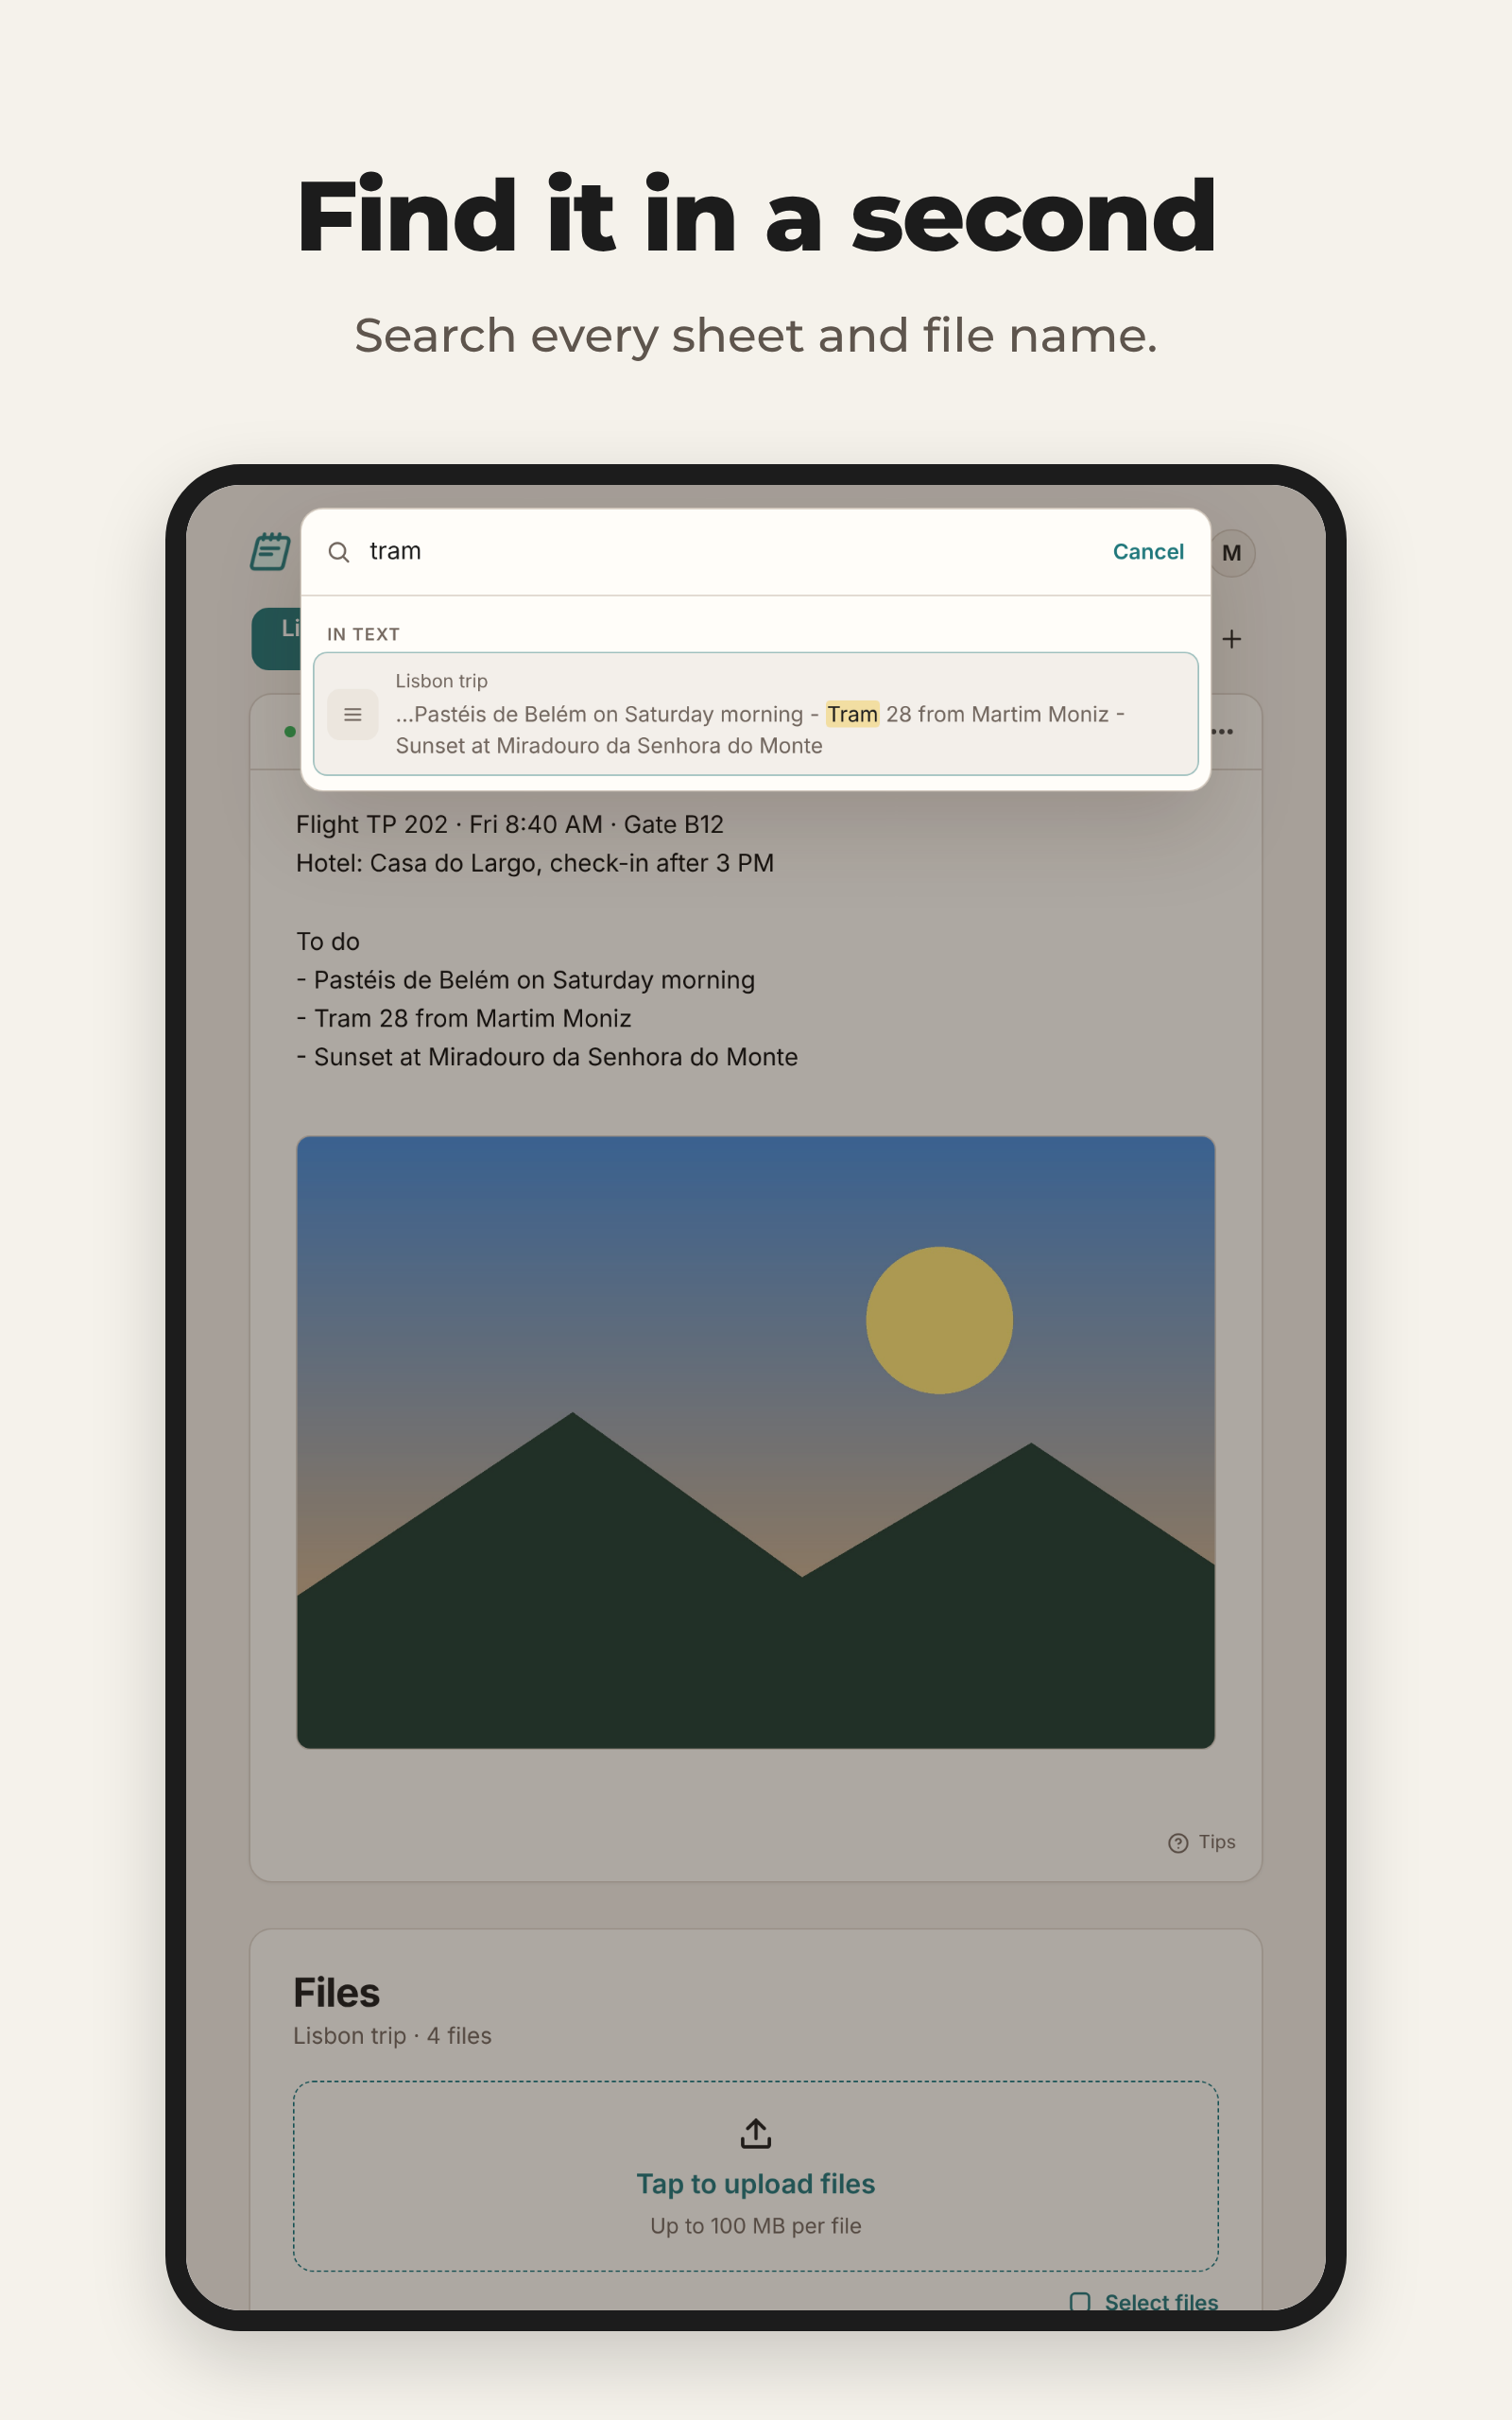 Find it in a second
Search every sheet and file name.
tram
Cancel
M
Li
IN TEXT
Lisbon trip
...Pastéis de Belém on Saturday morning - Tram 28 from Martim Moniz -
Sunset at Miradouro da Senhora do Monte
Flight TP 202 · Fri 8:40 AM · Gate B12
Hotel: Casa do Largo, check-in after 3 PM
To do
- Pastéis de Belém on Saturday morning
- Tram 28 from Martim Moniz
- Sunset at Miradouro da Senhora do Monte
Tips
Files
Lisbon trip · 4 files
Tap to upload files
Up to 100 MB per file
Select files